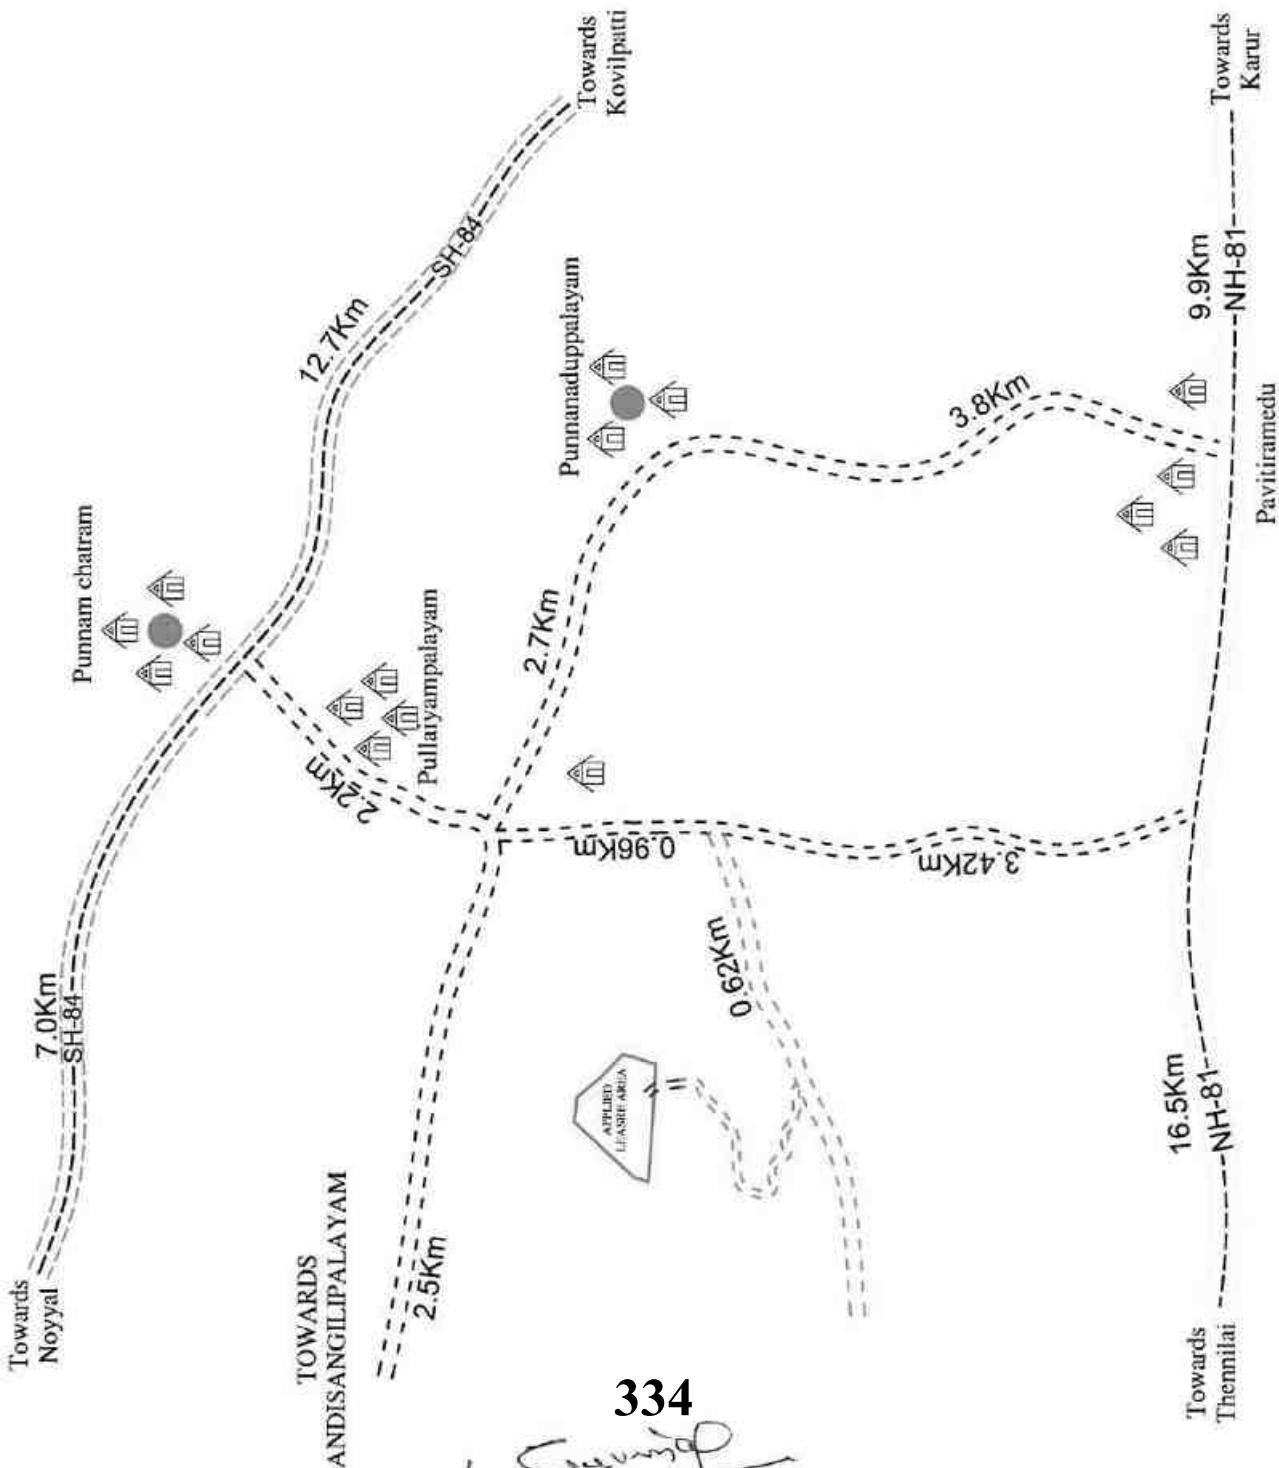 Towards
Noyyal
7.0Km
SH-84
Punnam chatram
12.7Km
SH-84
Towards
Kovilpatti
TOWARDS
ANDISANGILIPALAYAM
2.5Km
2.2Km
Pullaiyampalayam
2.7Km
Punnanaduppalayam
0.96Km
3.8Km
APPLIED
LEASEE AREA
0.62Km
3.42Km
Towards
Thennilai
16.5Km
NH-81
Pavitiramedu
9.9Km
NH-81
Towards
Karur
334